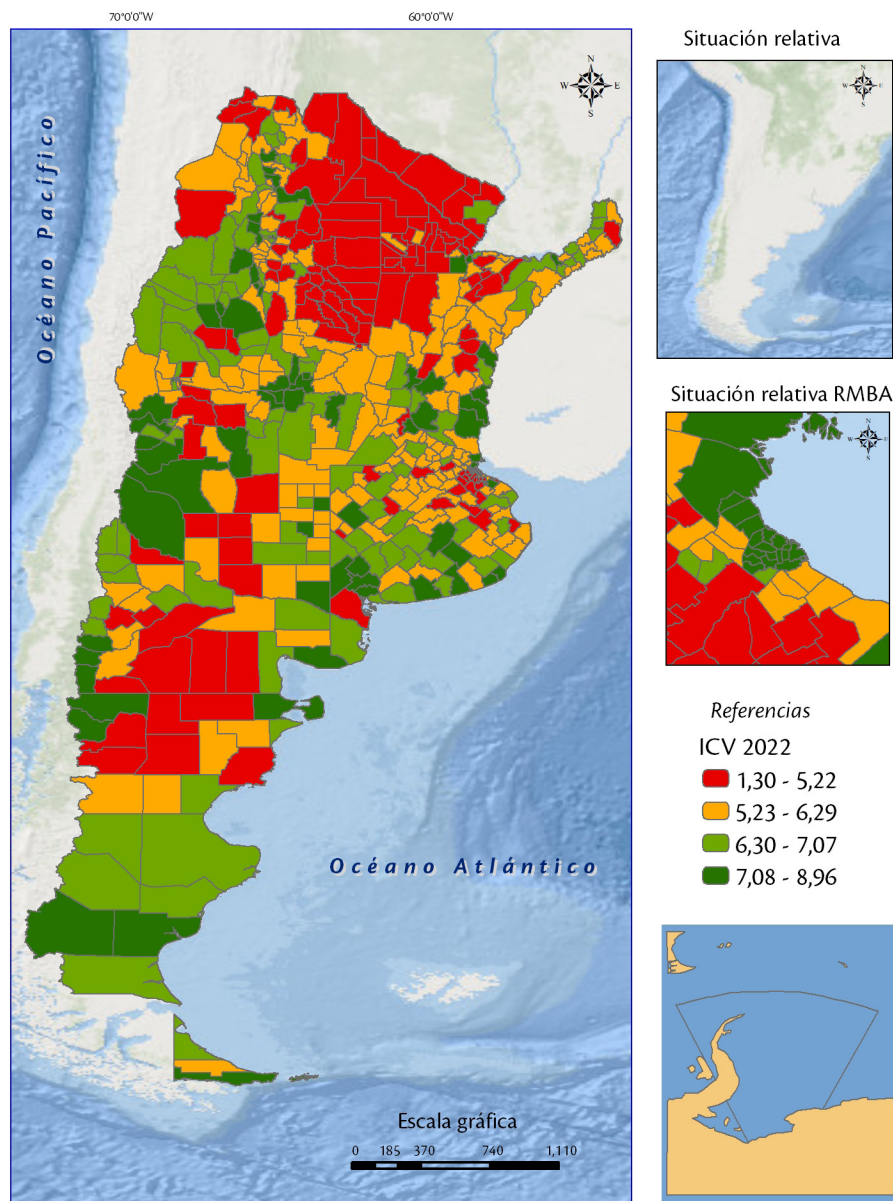 70°0'0"W
60°0'0"W
N
W
E
S
Océano Pacífico
Océano Atlántico
Escala gráfica
0 185 370 740 1,110
Situación relativa
Situación relativa RMBA
Referencias
ICV 2022
1,30 - 5,22
5,23 - 6,29
6,30 - 7,07
7,08 - 8,96